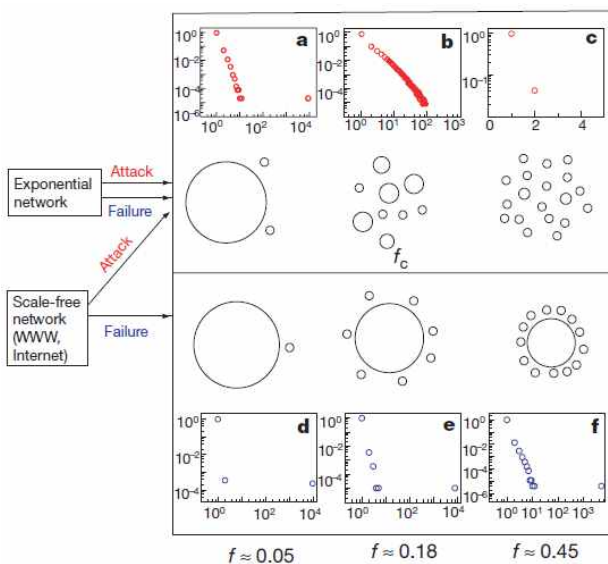 a
b
c
10⁰
10⁻²
10⁻⁴
10⁻⁶
10⁰ 10² 10⁴
10⁰
10⁻²
10⁻⁴
10⁰ 10¹ 10² 10³
10⁰
10⁻¹
0 2 4
Exponential
network
Attack
Failure
Attack
Scale-free
network
(WWW,
Internet)
Failure
f_c
d
e
f
10⁰
10⁻²
10⁻⁴
10⁰ 10² 10⁴
10⁰
10⁻²
10⁻⁴
10⁰ 10² 10⁴
10⁰
10⁻²
10⁻⁴
10⁻⁶
10⁰ 10¹ 10² 10³
f ≈ 0.05 f ≈ 0.18 f ≈ 0.45